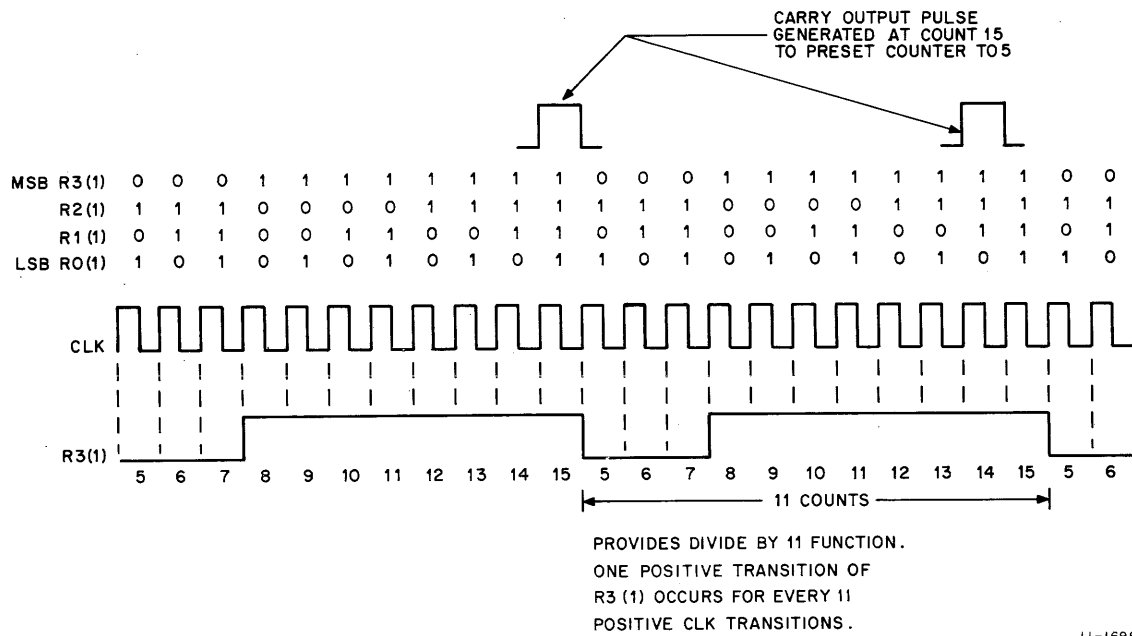 CARRY OUTPUT PULSE
GENERATED AT COUNT 15
TO PRESET COUNTER TO 5
MSB R3(1) 0 0 0 1 1 1 1 1 1 1 1 0 0 0 1 1 1 1 1 1 1 1 0 0
R2(1) 1 1 1 0 0 0 0 1 1 1 1 1 1 1 0 0 0 0 1 1 1 1 1 1
R1(1) 0 1 1 0 0 1 1 0 0 1 1 0 1 1 0 0 1 1 0 0 1 1 0 1
LSB R0(1) 1 0 1 0 1 0 1 0 1 0 1 1 0 1 0 1 0 1 0 1 0 1 1 0
CLK
R3(1)
5 6 7 8 9 10 11 12 13 14 15 5 6 7 8 9 10 11 12 13 14 15 5 6
11 COUNTS
PROVIDES DIVIDE BY 11 FUNCTION.
ONE POSITIVE TRANSITION OF
R3 (1) OCCURS FOR EVERY 11
POSITIVE CLK TRANSITIONS.